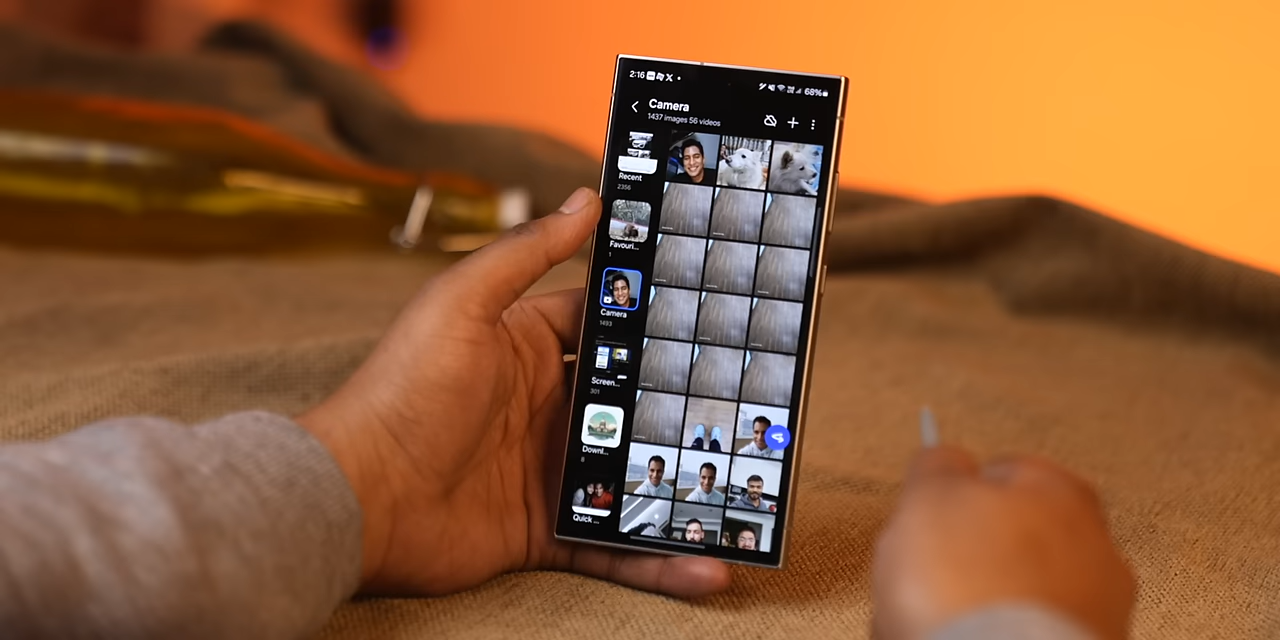 2:16
68%
Camera
1437 images 56 videos
Recent
2356
Favouri...
1
Camera
1493
Screen...
301
Downl...
8
Quick ...